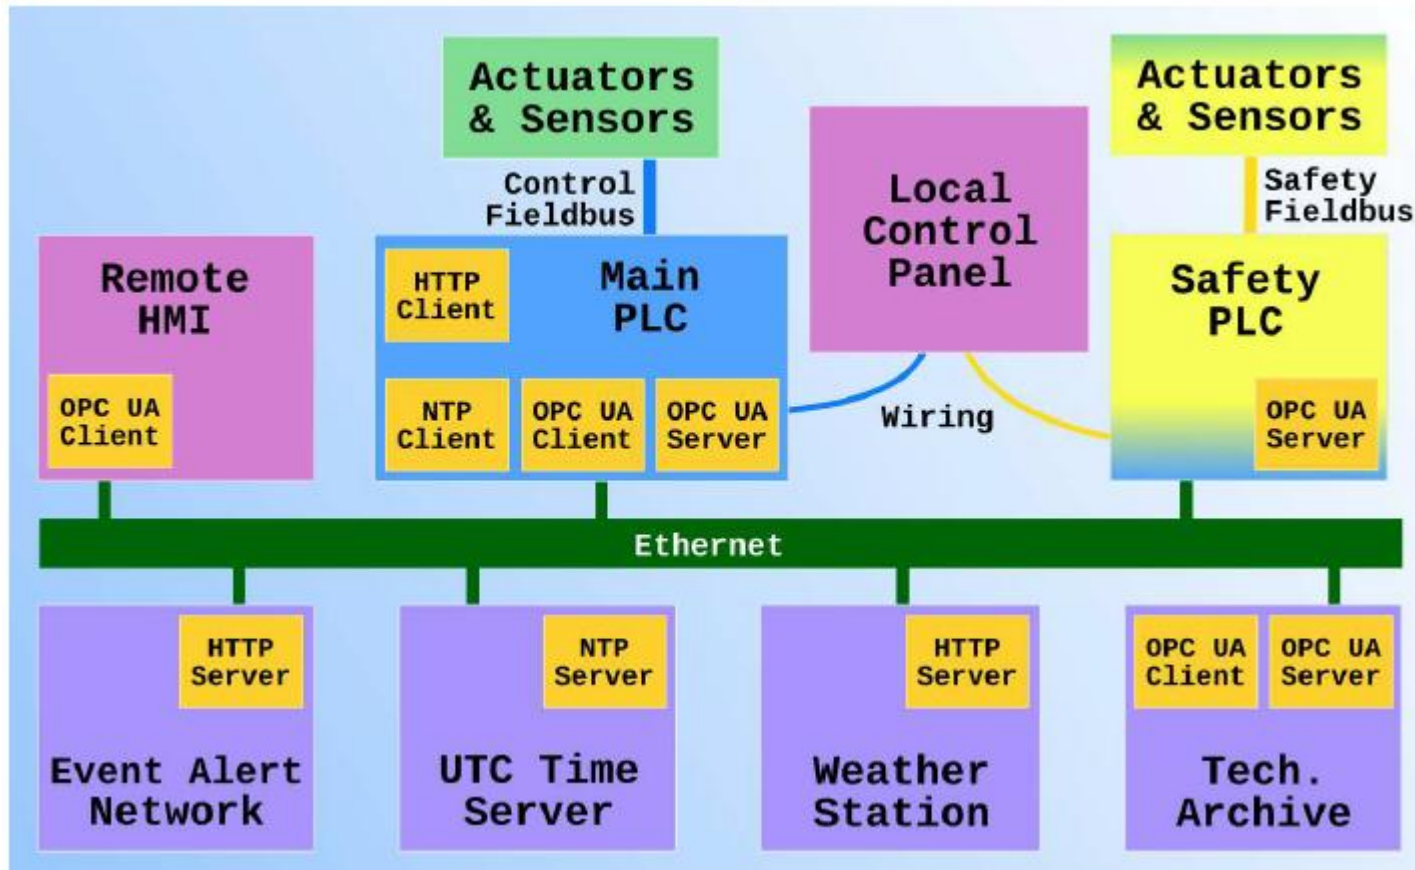 Actuators
& Sensors
Actuators
& Sensors
Control
Fieldbus
Local
Control
Panel
Safety
Fieldbus
Remote
HMI
OPC UA
Client
HTTP
Client
Main
PLC
NTP
Client
OPC UA
Client
OPC UA
Server
Wiring
Safety
PLC
OPC UA
Server
Ethernet
HTTP
Server
Event Alert
Network
NTP
Server
UTC Time
Server
HTTP
Server
Weather
Station
OPC UA
Client
OPC UA
Server
Tech.
Archive